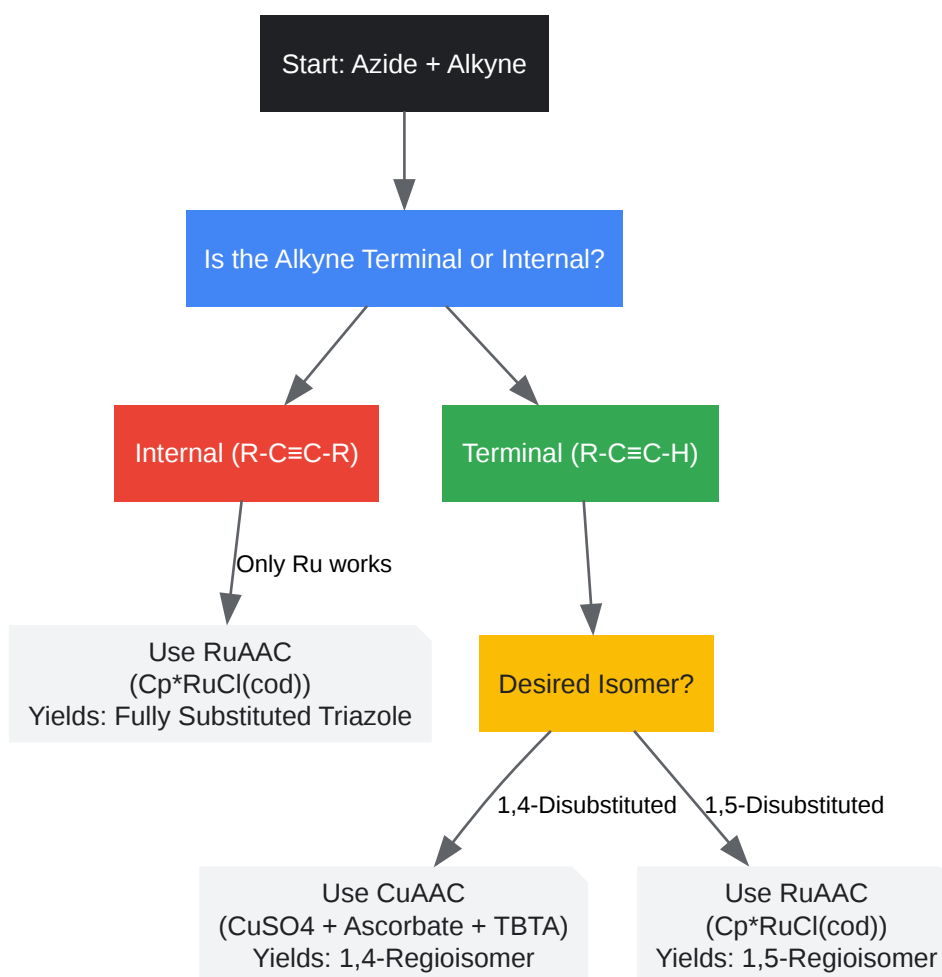 Start: Azide + Alkyne
Is the Alkyne Terminal or Internal?
Internal (R-C≡C-R)
Terminal (R-C≡C-H)
Only Ru works
Use RuAAC
(Cp*RuCl(cod))
Yields: Fully Substituted Triazole
Desired Isomer?
1,4-Disubstituted
1,5-Disubstituted
Use CuAAC
(CuSO4 + Ascorbate + TBTA)
Yields: 1,4-Regioisomer
Use RuAAC
(Cp*RuCl(cod))
Yields: 1,5-Regioisomer